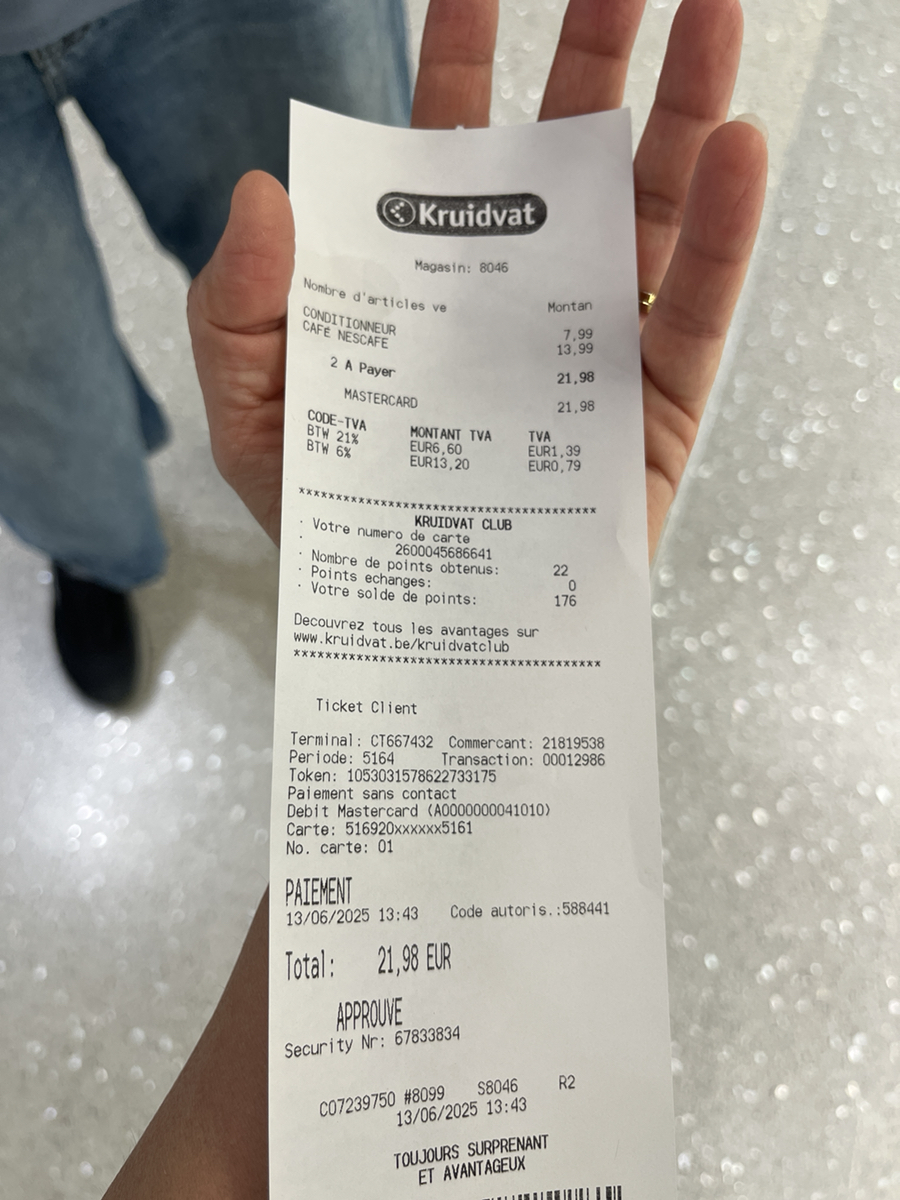 Kruidvat
Magasin: 8046
Nombre d'articles ve Montan
CONDITIONNEUR 7,99
CAFÉ NESCAFE 13,99
2 A Payer 21,98
MASTERCARD 21,98
CODE-TVA MONTANT TVA TVA
BTW 21% EUR6,60 EUR1,39
BTW 6% EUR13,20 EUR0,79
****************************************
KRUIDVAT CLUB
· Votre numero de carte
: 2600045686641
· Nombre de points obtenus: 22
· Points echanges: 0
· Votre solde de points: 176
Decouvrez tous les avantages sur
www.kruidvat.be/kruidvatclub
****************************************
Ticket Client
Terminal: CT667432 Commercant: 21819538
Periode: 5164 Transaction: 00012986
Token: 1053031578622733175
Paiement sans contact
Debit Mastercard (A0000000041010)
Carte: 516920xxxxxx5161
No. carte: 01
PAIEMENT
13/06/2025 13:43 Code autoris.:588441
Total: 21,98 EUR
APPROUVE
Security Nr: 67833834
C07239750 #8099 S8046 R2
13/06/2025 13:43
TOUJOURS SURPRENANT
ET AVANTAGEUX